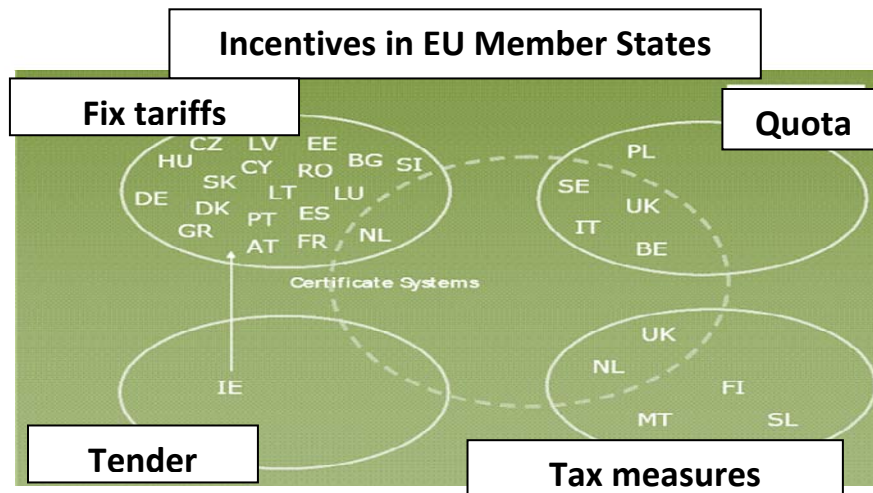 Incentives in EU Member States
Fix tariffs
Quota
CZ LV EE
HU CY RO BG SI
SK LT LU
DE DK PT ES
GR AT FR NL
PL
SE
UK
IT
BE
Certificate Systems
IE
UK
NL
FI
MT SL
Tender
Tax measures